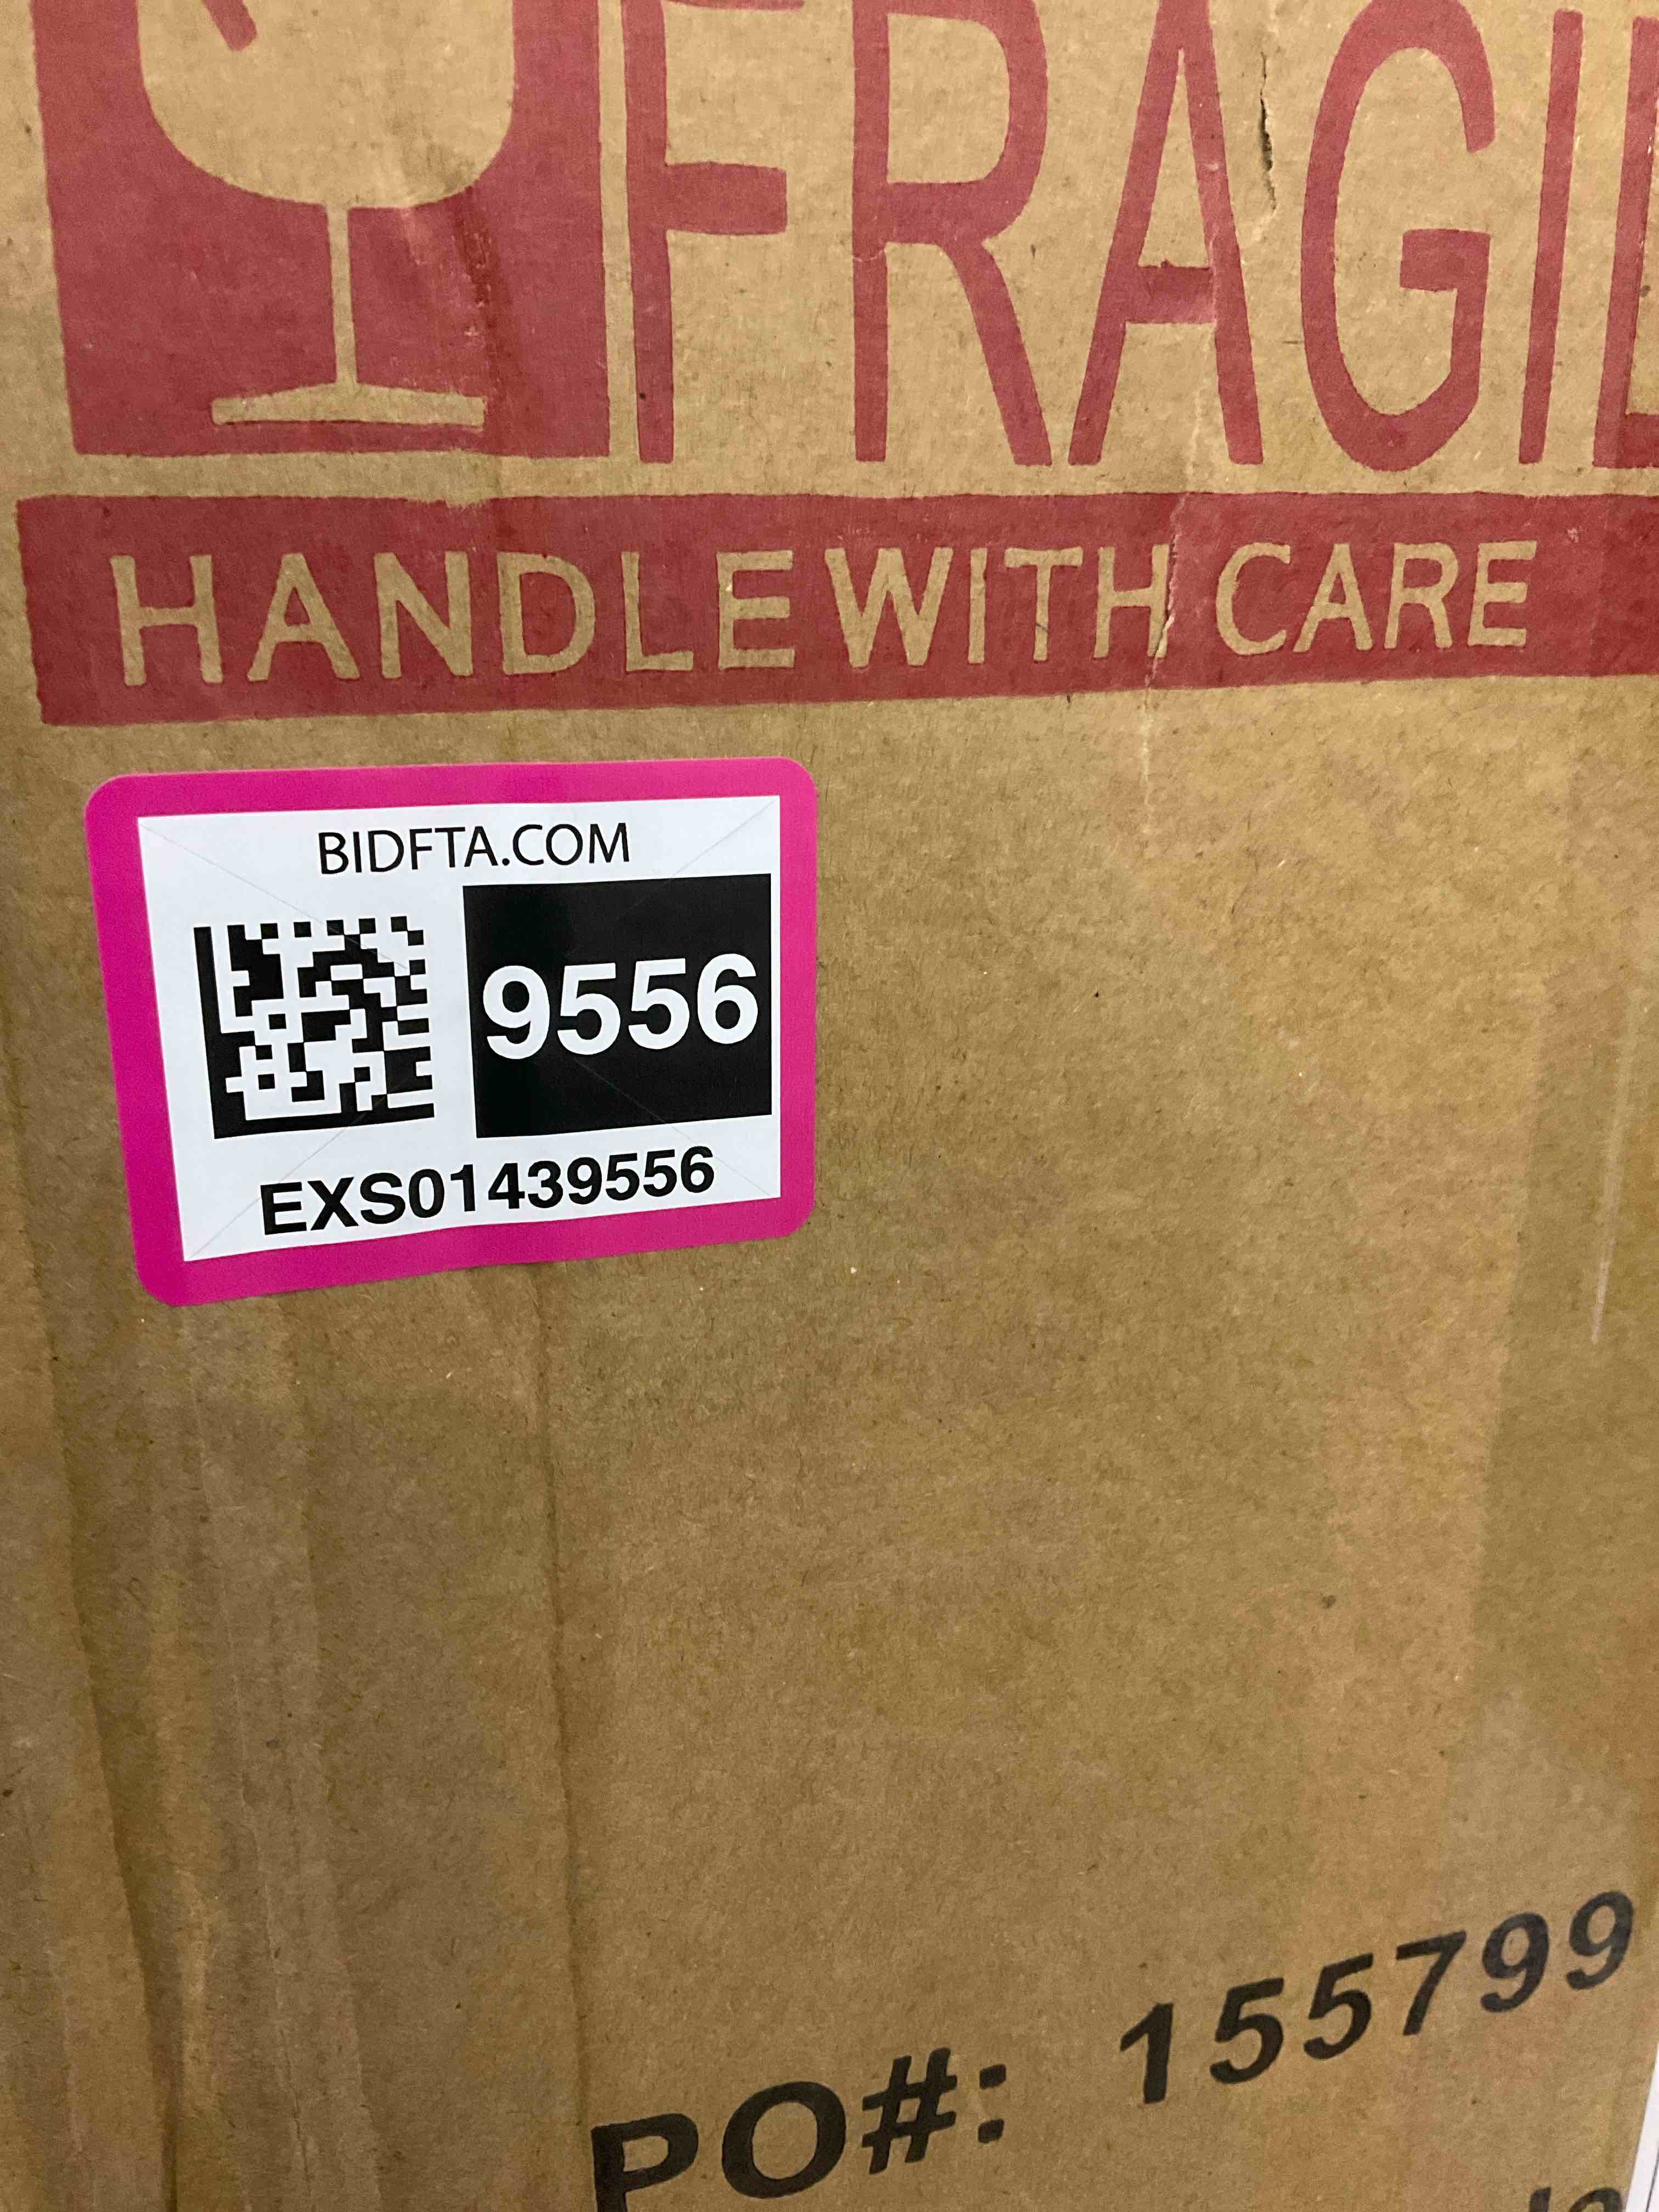 FRAGIL
HANDLE WITH CARE
BIDFTA.COM
9556
EXS01439556
PO#: 155799